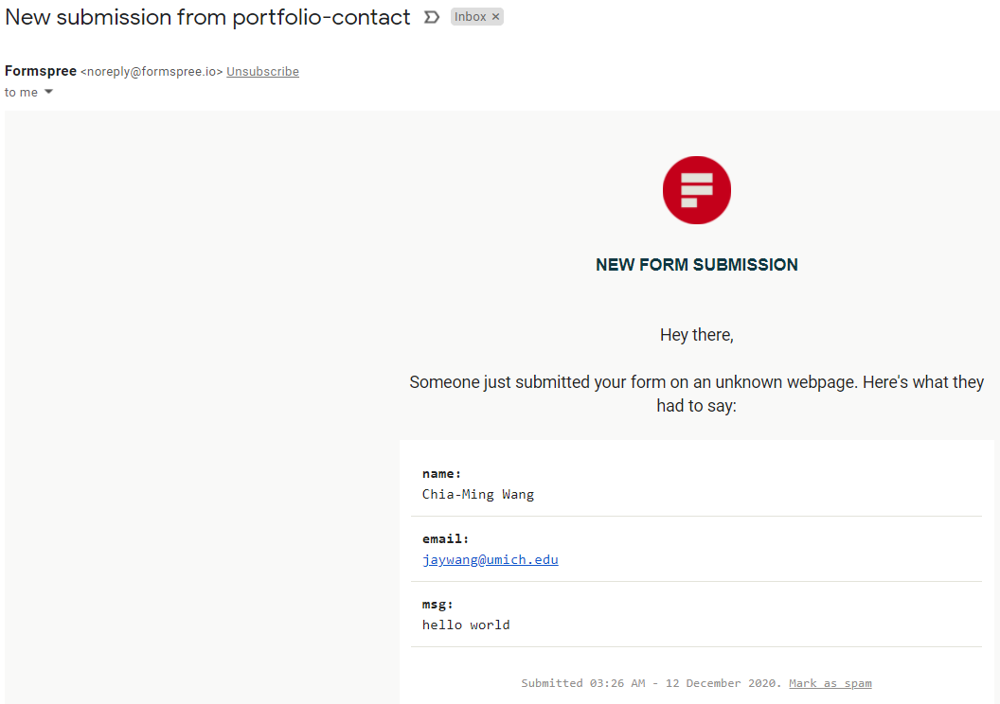 New submission from portfolio-contact Inbox ×
Formspree <noreply@formspree.io> Unsubscribe
to me
NEW FORM SUBMISSION
Hey there,
Someone just submitted your form on an unknown webpage. Here's what they
had to say:
name:
Chia-Ming Wang
email:
jaywang@umich.edu
msg:
hello world
Submitted 03:26 AM - 12 December 2020. Mark as spam